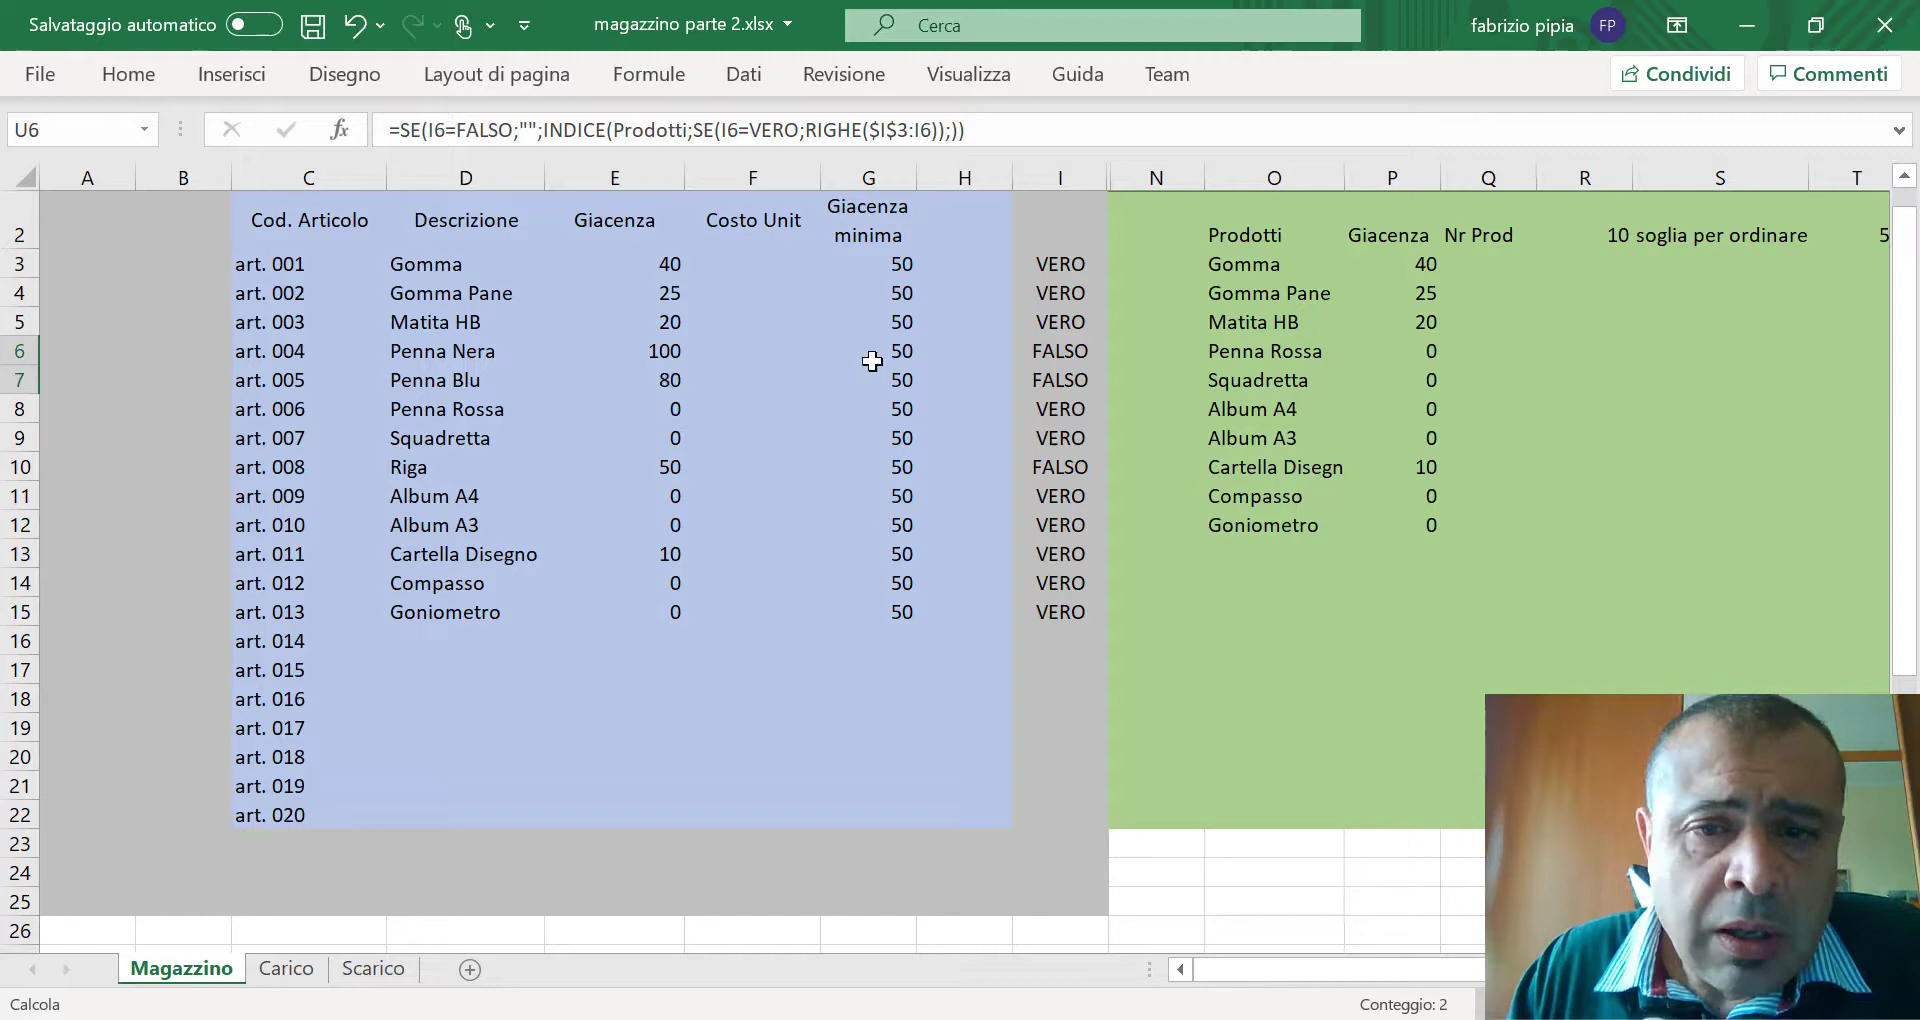 Salvataggio automatico magazzino parte 2.xlsx Cerca fabrizio pipia FP
File Home Inserisci Disegno Layout di pagina Formule Dati Revisione Visualizza Guida Team Condividi Commenti
U6 fx =SE(I6=FALSO;"";INDICE(Prodotti;SE(I6=VERO;RIGHE($I$3:I6));))
A B C D E F G H I N O P Q R S T
2 Cod. Articolo Descrizione Giacenza Costo Unit Giacenza minima Prodotti Giacenza Nr Prod 10 soglia per ordinare 5
3 art. 001 Gomma 40 50 VERO Gomma 40
4 art. 002 Gomma Pane 25 50 VERO Gomma Pane 25
5 art. 003 Matita HB 20 50 VERO Matita HB 20
6 art. 004 Penna Nera 100 50 FALSO Penna Rossa 0
7 art. 005 Penna Blu 80 50 FALSO Squadretta 0
8 art. 006 Penna Rossa 0 50 VERO Album A4 0
9 art. 007 Squadretta 0 50 VERO Album A3 0
10 art. 008 Riga 50 50 FALSO Cartella Disegn 10
11 art. 009 Album A4 0 50 VERO Compasso 0
12 art. 010 Album A3 0 50 VERO Goniometro 0
13 art. 011 Cartella Disegno 10 50 VERO
14 art. 012 Compasso 0 50 VERO
15 art. 013 Goniometro 0 50 VERO
16 art. 014
17 art. 015
18 art. 016
19 art. 017
20 art. 018
21 art. 019
22 art. 020
23
24
25
26
Magazzino Carico Scarico
Calcola Conteggio: 2